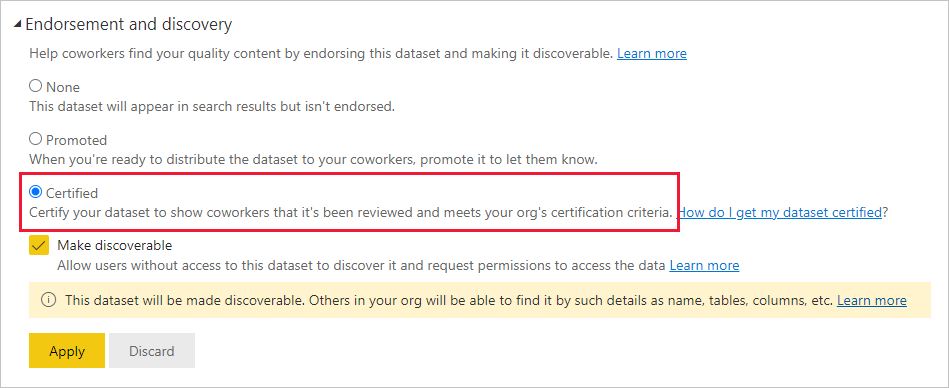 Endorsement and discovery
Help coworkers find your quality content by endorsing this dataset and making it discoverable. Learn more
None
This dataset will appear in search results but isn't endorsed.
Promoted
When you're ready to distribute the dataset to your coworkers, promote it to let them know.
Certified
Certify your dataset to show coworkers that it's been reviewed and meets your org's certification criteria. How do I get my dataset certified?
Make discoverable
Allow users without access to this dataset to discover it and request permissions to access the data Learn more
This dataset will be made discoverable. Others in your org will be able to find it by such details as name, tables, columns, etc. Learn more
Apply Discard